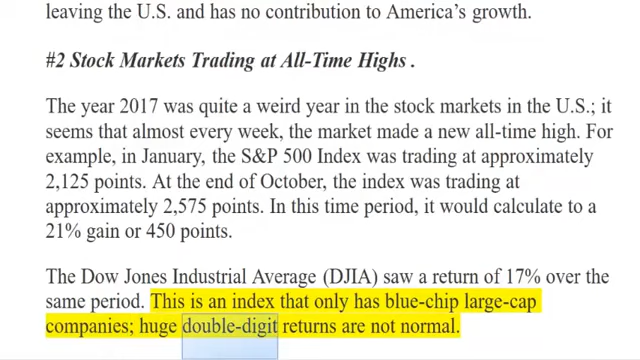 leaving the U.S. and has no contribution to America’s growth.
#2 Stock Markets Trading at All-Time Highs .
The year 2017 was quite a weird year in the stock markets in the U.S.; it
seems that almost every week, the market made a new all-time high. For
example, in January, the S&P 500 Index was trading at approximately
2,125 points. At the end of October, the index was trading at
approximately 2,575 points. In this time period, it would calculate to a
21% gain or 450 points.
The Dow Jones Industrial Average (DJIA) saw a return of 17% over the
same period. This is an index that only has blue-chip large-cap
companies; huge double-digit returns are not normal.